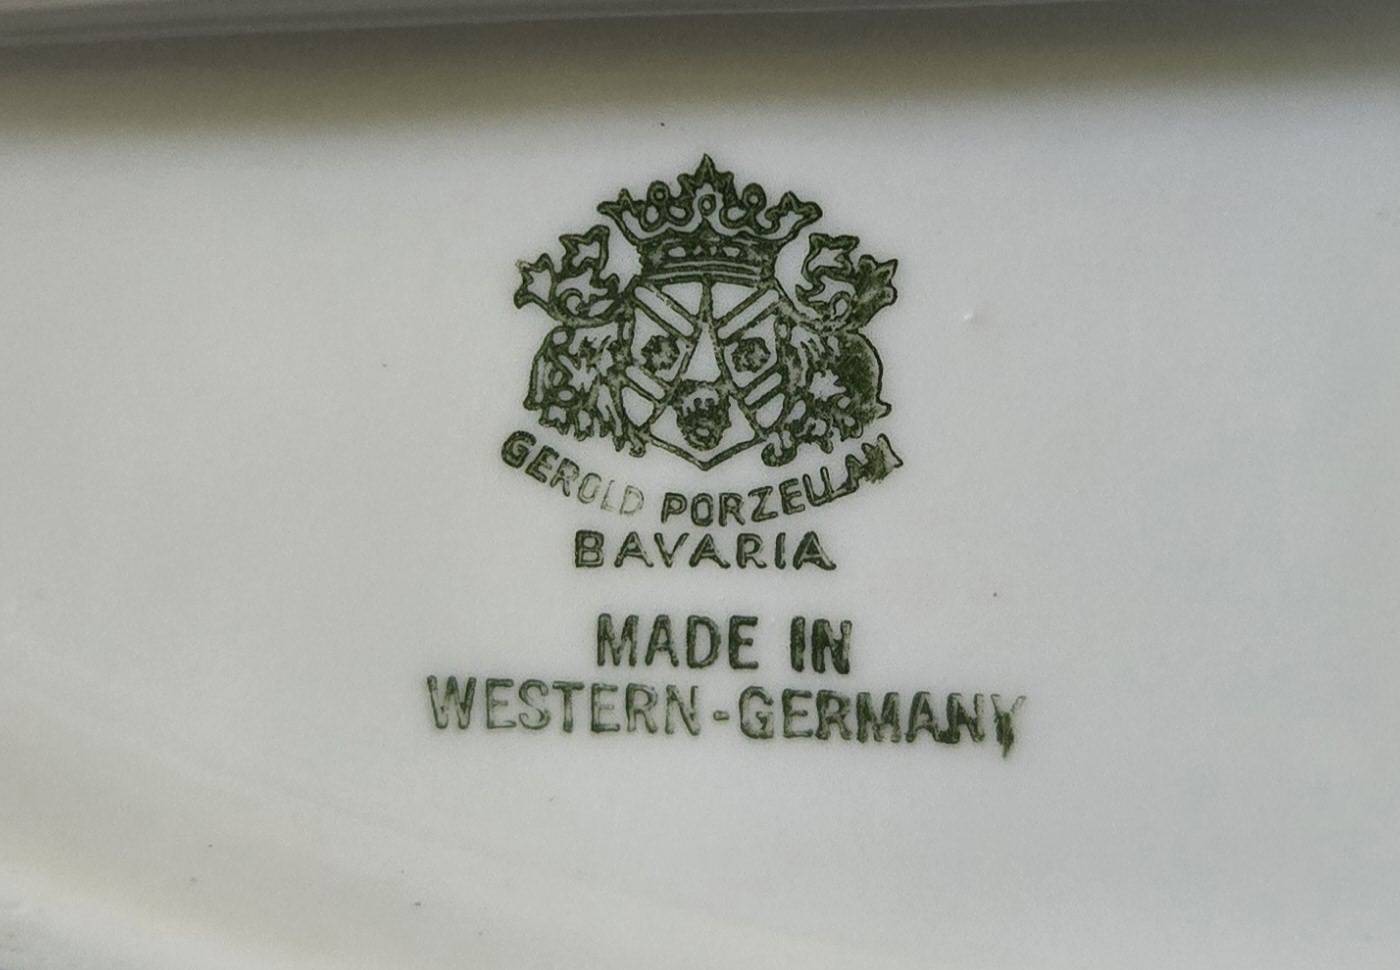 GEROLD PORZELLAN
BAVARIA
MADE IN
WESTERN-GERMANY